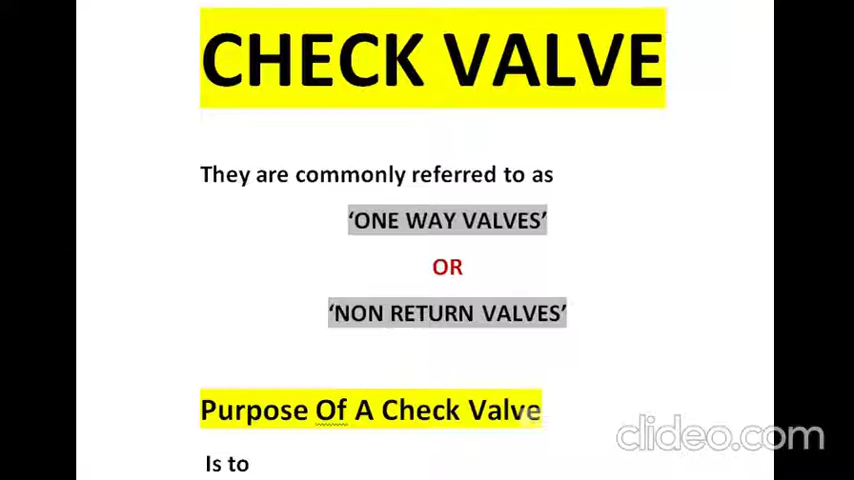 CHECK VALVE
They are commonly referred to as
‘ONE WAY VALVES’
OR
‘NON RETURN VALVES’
Purpose Of A Check Valve
Is to
clideo.com